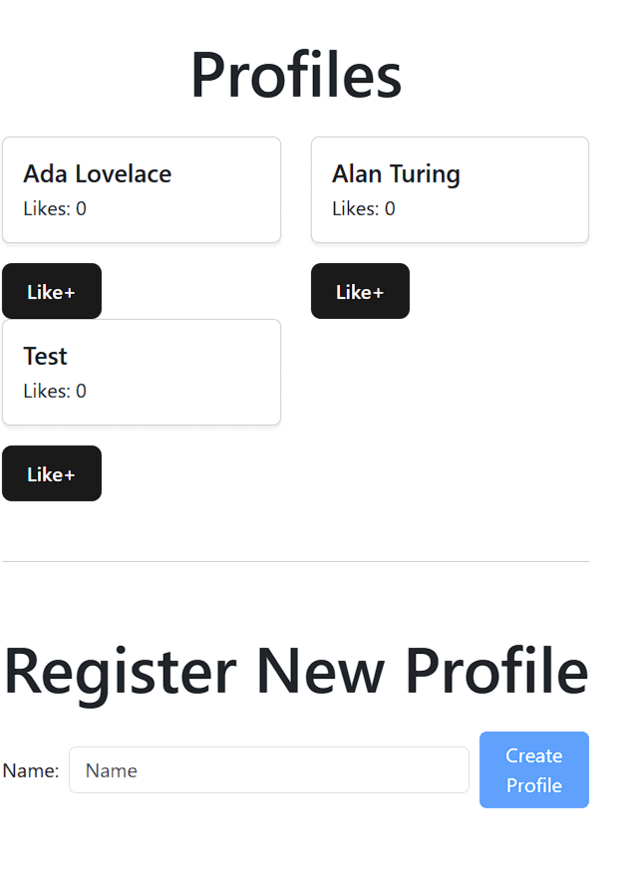 Profiles
Ada Lovelace
Likes: 0
Like+
Alan Turing
Likes: 0
Like+
Test
Likes: 0
Like+
Register New Profile
Name:
Name
Create
Profile